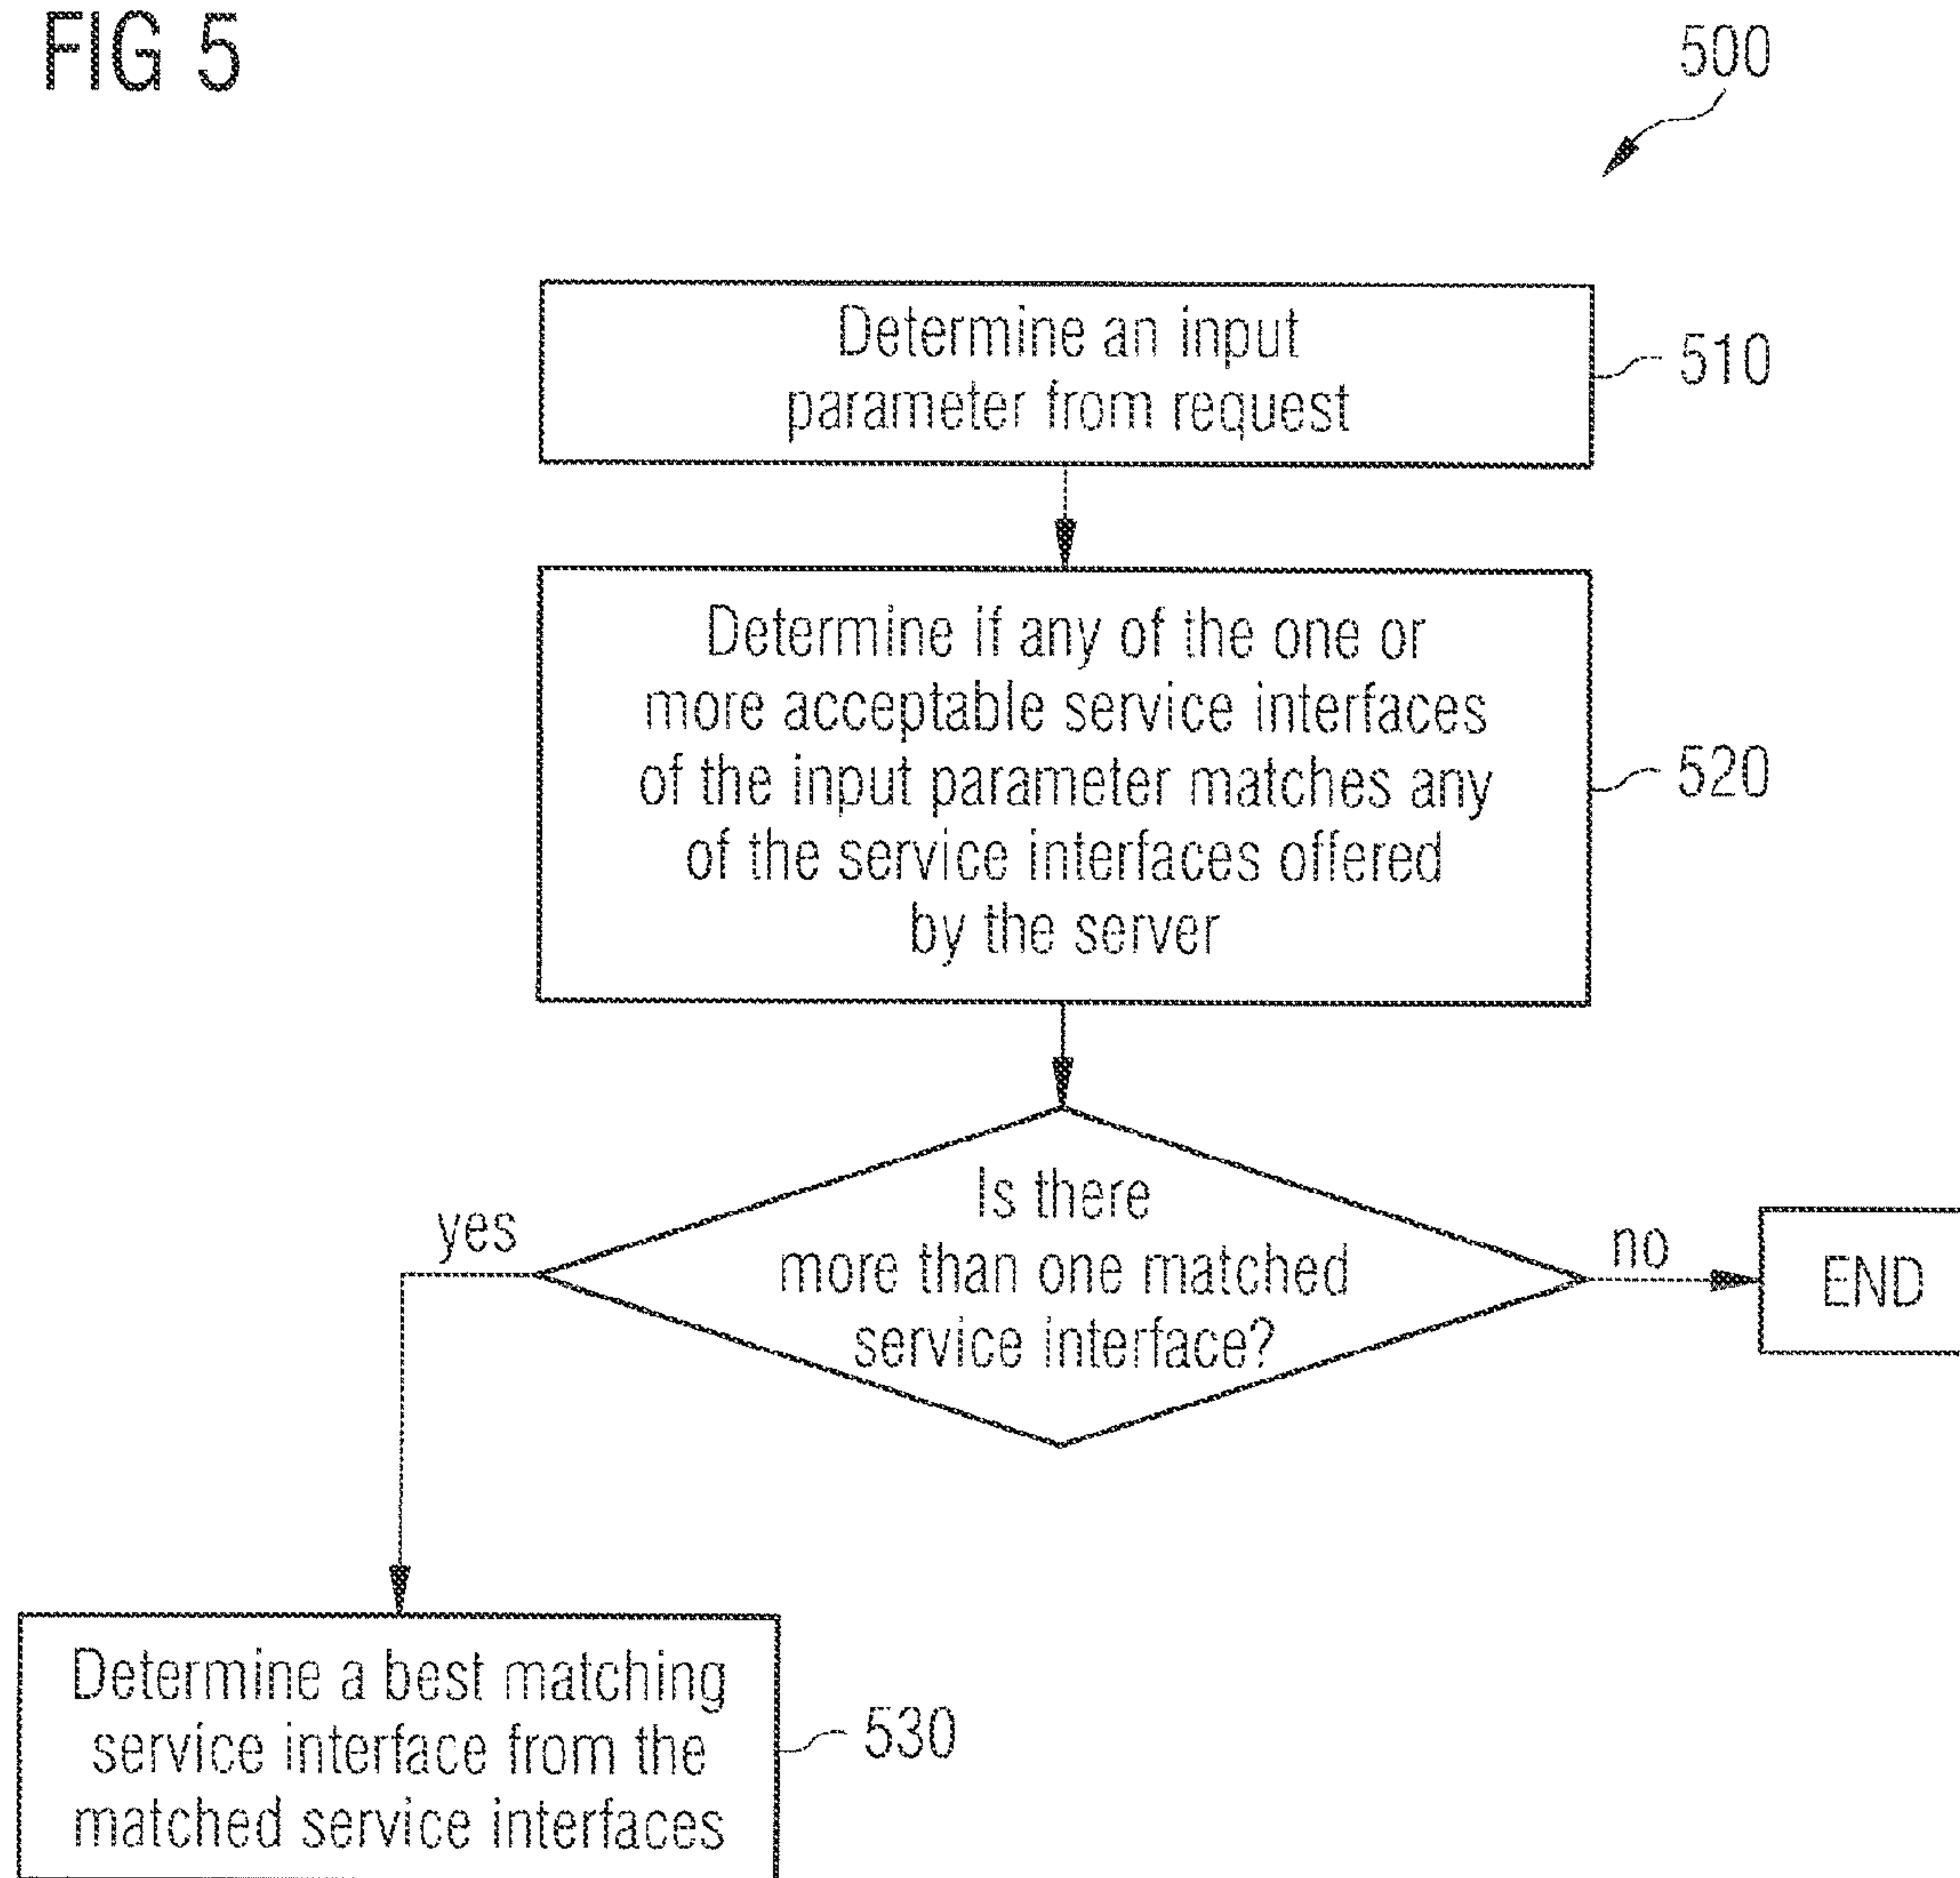 FIG 5
500
Determine an input
parameter from request
510
Determine if any of the one or
more acceptable service interfaces
of the input parameter matches any
of the service interfaces offered
by the server
520
Is there
more than one matched
service interface?
yes
no
END
Determine a best matching
service interface from the
matched service interfaces
530